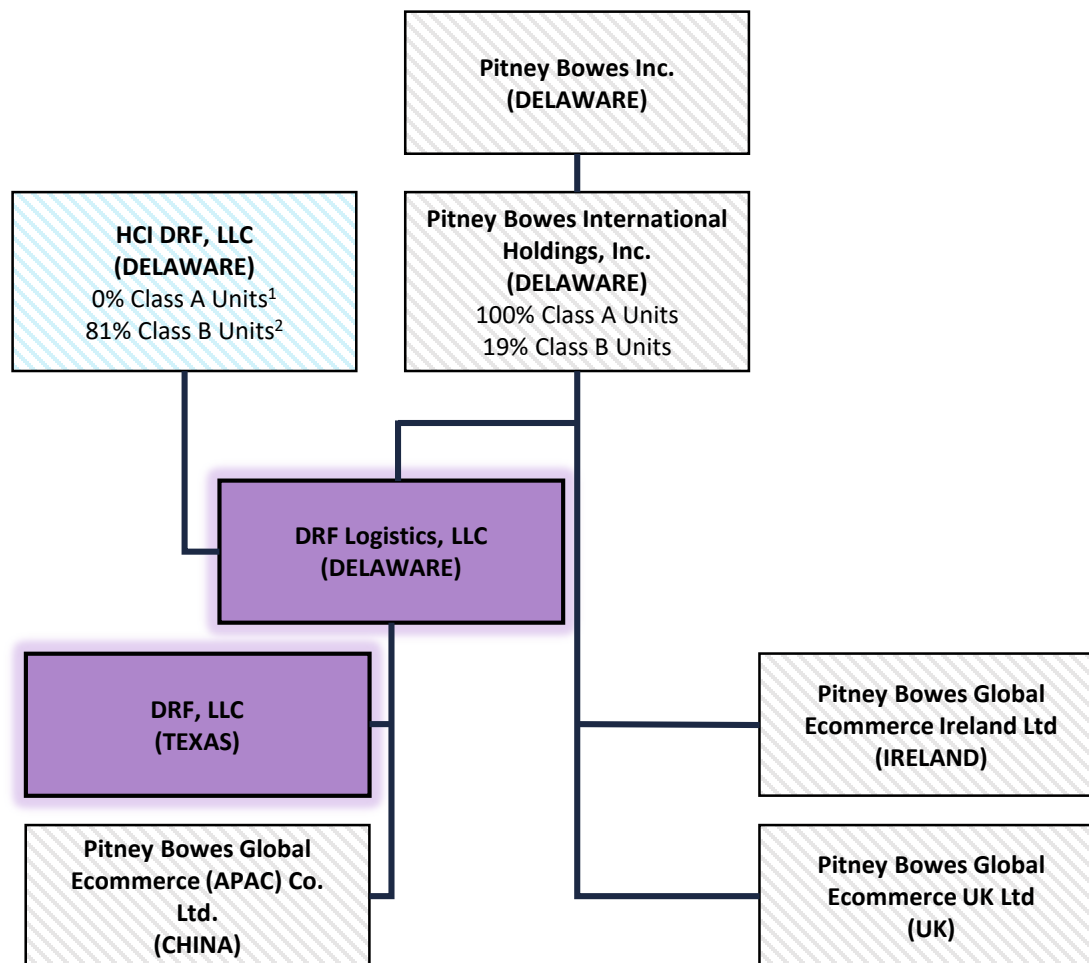 Pitney Bowes Inc.
(DELAWARE)
HCI DRF, LLC
(DELAWARE)
0% Class A Units1
81% Class B Units2
Pitney Bowes International
Holdings, Inc.
(DELAWARE)
100% Class A Units
19% Class B Units
DRF Logistics, LLC
(DELAWARE)
DRF, LLC
(TEXAS)
Pitney Bowes Global
Ecommerce Ireland Ltd
(IRELAND)
Pitney Bowes Global
Ecommerce (APAC) Co.
Ltd.
(CHINA)
Pitney Bowes Global
Ecommerce UK Ltd
(UK)